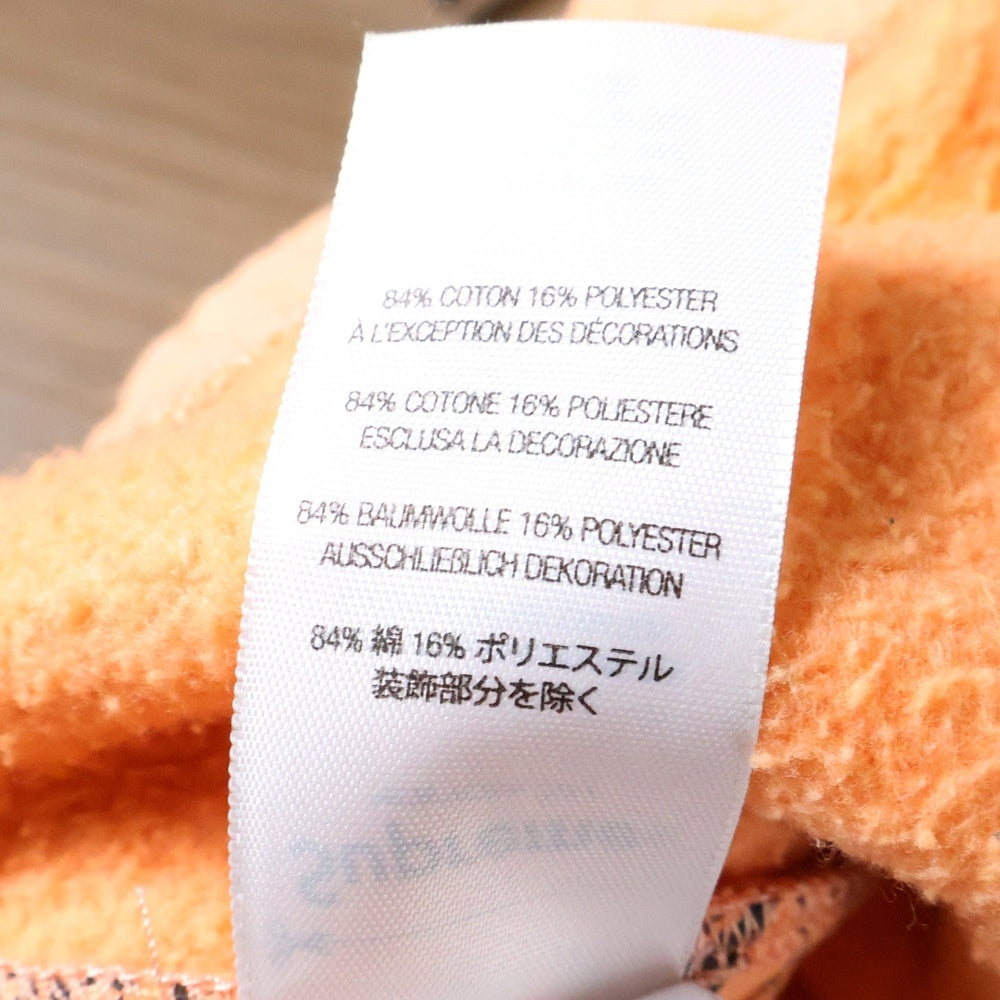 84% COTON 16% POLYESTER
À L'EXCEPTION DES DÉCORATIONS
84% COTONE 16% POLIESTERE
ESCLUSA LA DECORAZIONE
84% BAUMWOLLE 16% POLYESTER
AUSSCHLIEßLICH DEKORATION
84% 綿 16% ポリエステル
装飾部分を除く